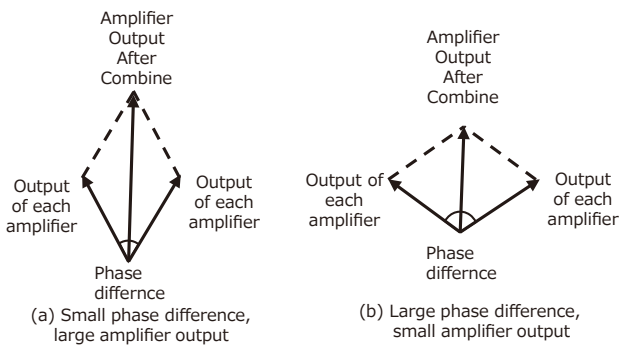 Amplifier
Output
After
Combine
Output
of each
amplifier
Output
of each
amplifier
Phase
differnce
(a) Small phase difference,
large amplifier output
Amplifier
Output
After
Combine
Output of
each
amplifier
Output
of each
amplifier
Phase
differnce
(b) Large phase difference,
small amplifier output